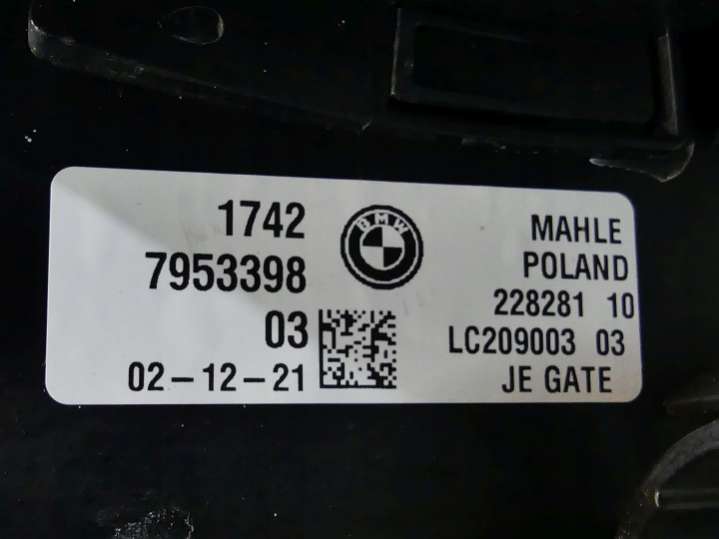 1742
7953398
03
02-12-21
BMW
MAHLE
POLAND
228281 10
LC209003 03
JE GATE